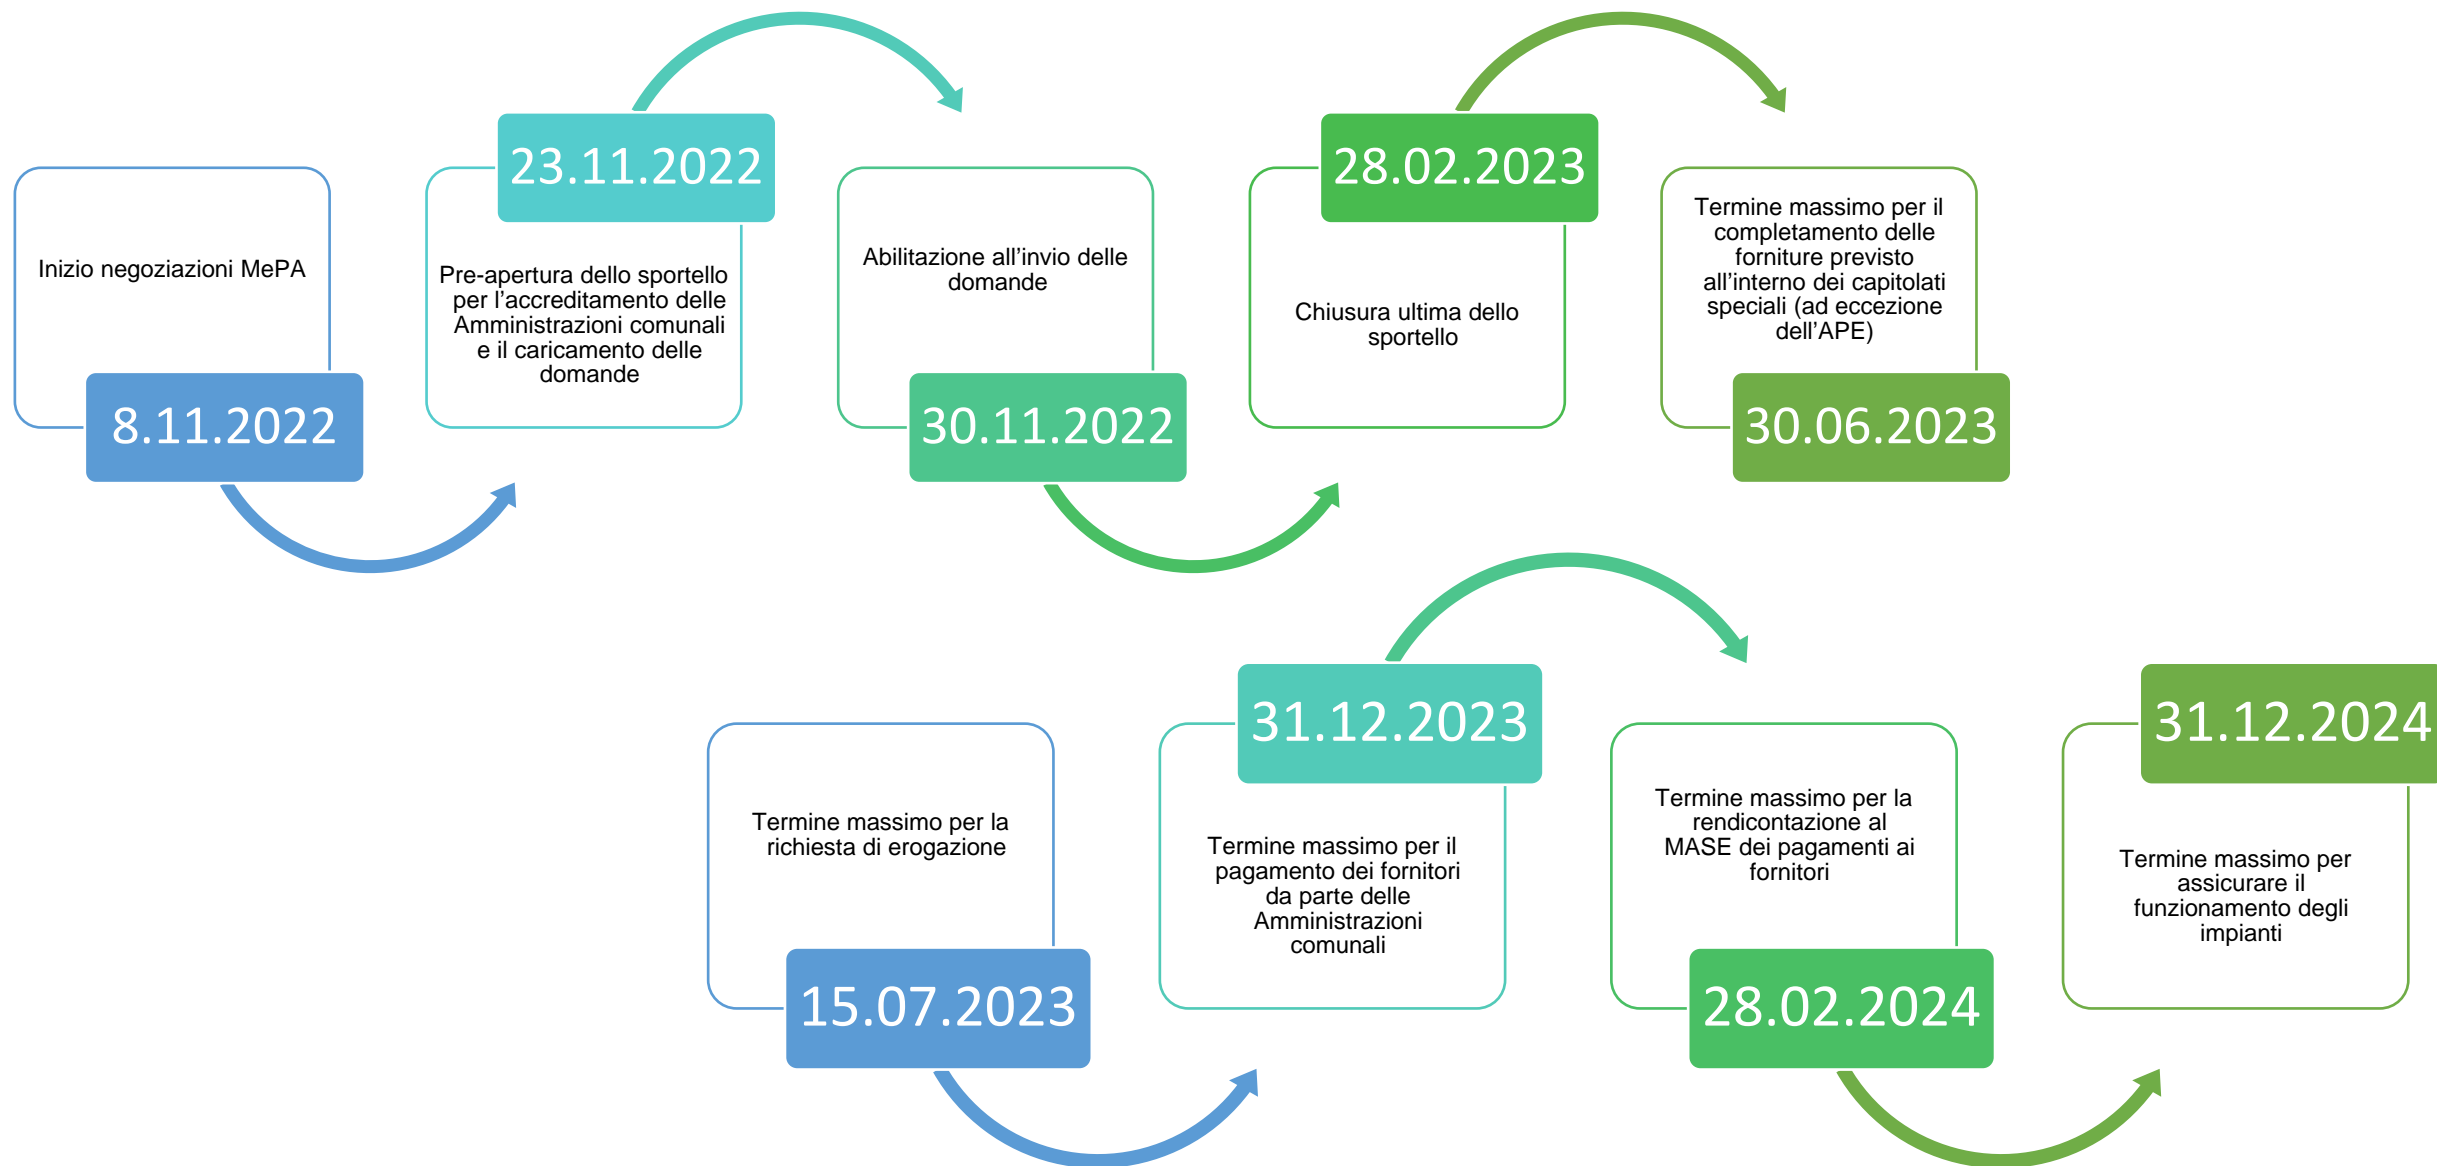 Inizio negoziazioni MePA
8.11.2022
23.11.2022
Pre-apertura dello sportello
per l’accreditamento delle
Amministrazioni comunali
e il caricamento delle
domande
Abilitazione all’invio delle
domande
30.11.2022
28.02.2023
Chiusura ultima dello
sportello
Termine massimo per il
completamento delle
forniture previsto
all’interno dei capitolati
speciali (ad eccezione
dell’APE)
30.06.2023
Termine massimo per la
richiesta di erogazione
15.07.2023
31.12.2023
Termine massimo per il
pagamento dei fornitori
da parte delle
Amministrazioni
comunali
Termine massimo per la
rendicontazione al
MASE dei pagamenti ai
fornitori
28.02.2024
31.12.2024
Termine massimo per
assicurare il
funzionamento degli
impianti